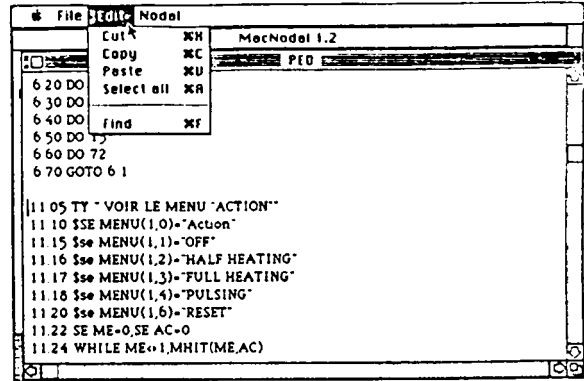 File Edit Nodal
MacNodal 1.2
PED
Cut ⌘X
Copy ⌘C
Paste ⌘V
Select all ⌘A
Find ⌘F
6 20 DO
6 30 DO
6 40 DO
6 50 DO
6 60 DO 72
6 70 GOTO 6 1
11 05 TY " VOIR LE MENU "ACTION""
11 10 $SE MENU(1,0)="Action"
11 15 $se MENU(1,1)="OFF"
11 16 $se MENU(1,2)="HALF HEATING"
11 17 $se MENU(1,3)="FULL HEATING"
11 18 $se MENU(1,4)="PULSING"
11 20 $se MENU(1,6)="RESET"
11 22 SE ME=0,SE AC=0
11 24 WHILE ME<>1,MHIT(ME,AC)